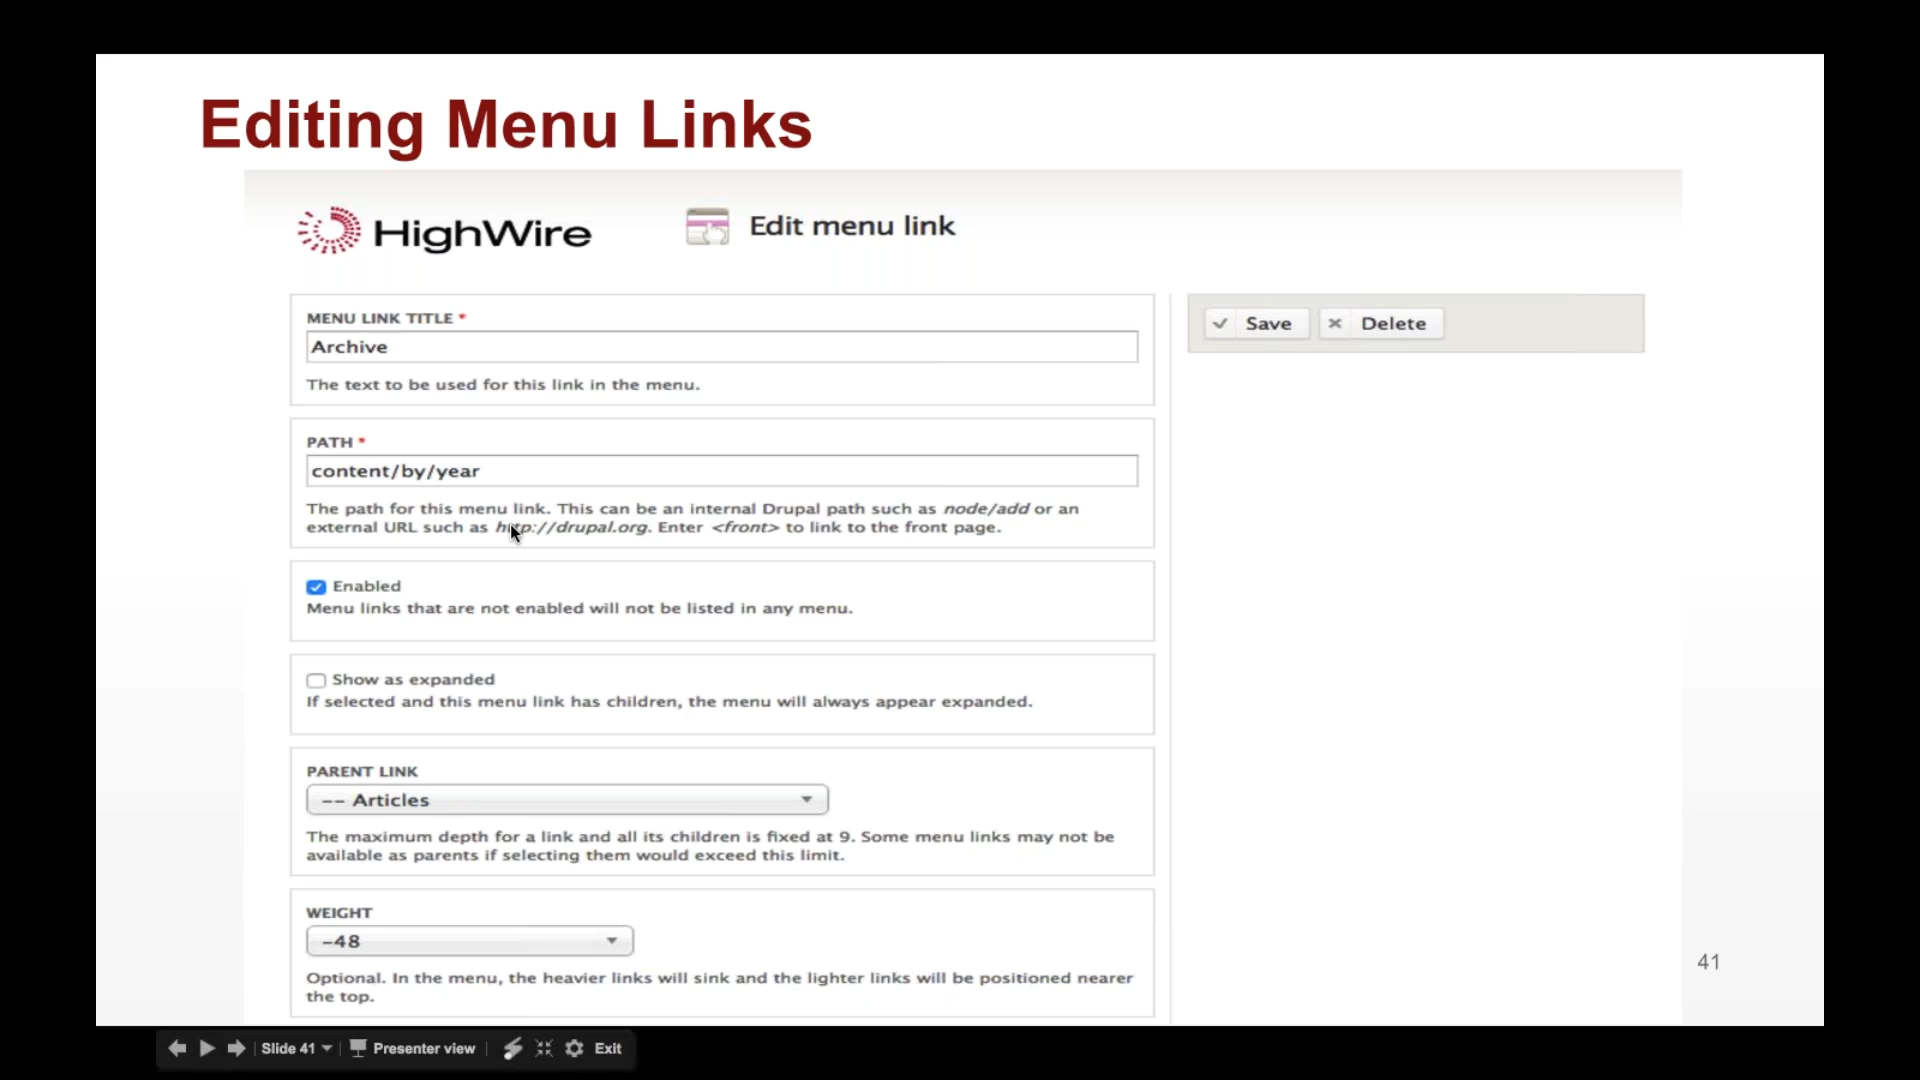 Editing Menu Links
HighWire
Edit menu link
MENU LINK TITLE *
Archive
The text to be used for this link in the menu.
Save
Delete
PATH *
content/by/year
The path for this menu link. This can be an internal Drupal path such as node/add or an
external URL such as http://drupal.org. Enter <front> to link to the front page.
Enabled
Menu links that are not enabled will not be listed in any menu.
Show as expanded
If selected and this menu link has children, the menu will always appear expanded.
PARENT LINK
-- Articles
The maximum depth for a link and all its children is fixed at 9. Some menu links may not be
available as parents if selecting them would exceed this limit.
WEIGHT
-48
Optional. In the menu, the heavier links will sink and the lighter links will be positioned nearer
the top.
41
Slide 41
Presenter view
Exit